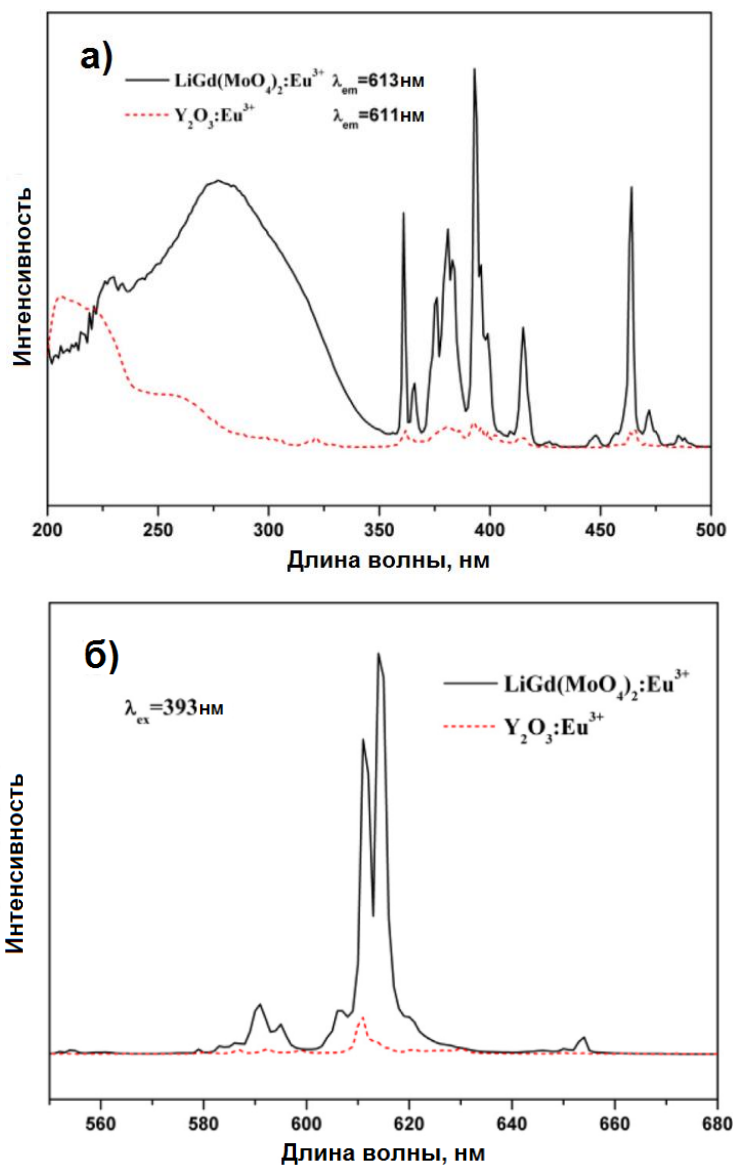 а)
LiGd(MoO₄)₂:Eu³⁺ λem=613нм
Y₂O₃:Eu³⁺ λem=611нм
Интенсивность
200 250 300 350 400 450 500
Длина волны, нм
б)
λex=393нм
LiGd(MoO₄)₂:Eu³⁺
Y₂O₃:Eu³⁺
Интенсивность
560 580 600 620 640 660 680
Длина волны, нм